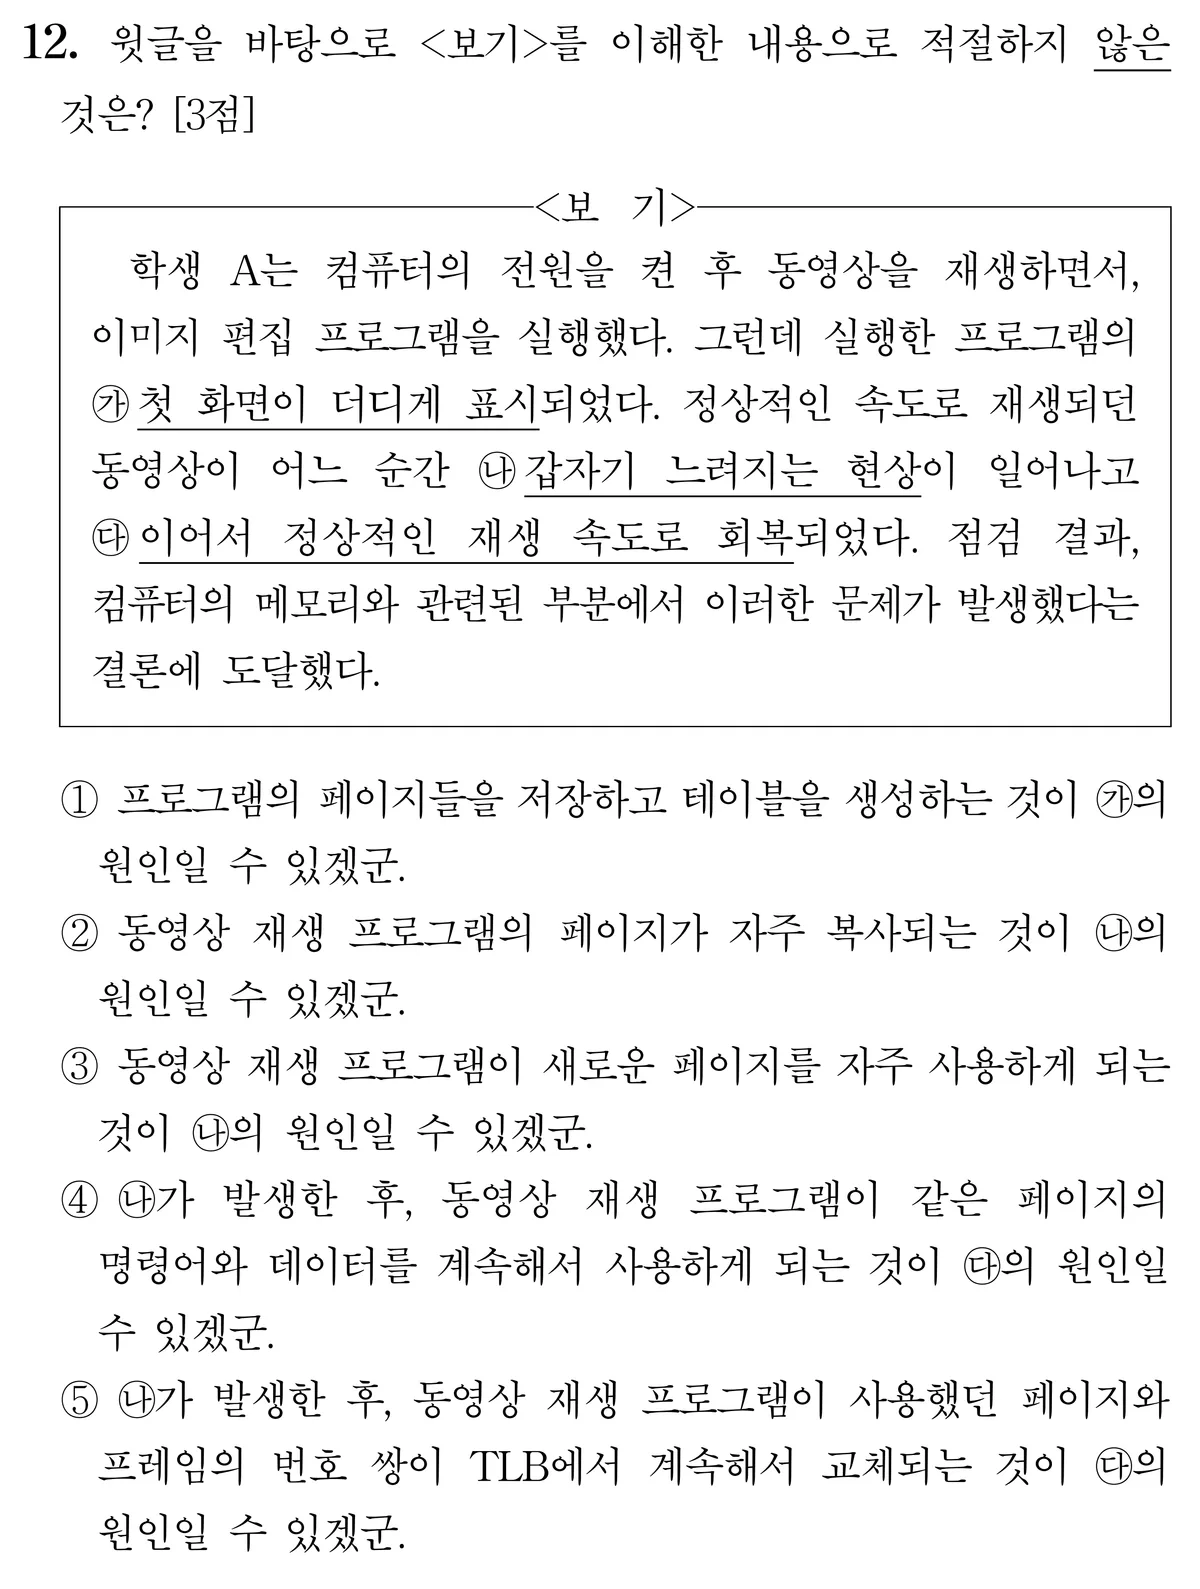 12. 윗글을 바탕으로 <보기>를 이해한 내용으로 적절하지 않은
것은? [3점]
<보 기>
학생 A는 컴퓨터의 전원을 켠 후 동영상을 재생하면서,
이미지 편집 프로그램을 실행했다. 그런데 실행한 프로그램의
㉮첫 화면이 더디게 표시되었다. 정상적인 속도로 재생되던
동영상이 어느 순간 ㉯갑자기 느려지는 현상이 일어나고
㉰이어서 정상적인 재생 속도로 회복되었다. 점검 결과,
컴퓨터의 메모리와 관련된 부분에서 이러한 문제가 발생했다는
결론에 도달했다.
① 프로그램의 페이지들을 저장하고 테이블을 생성하는 것이 ㉮의
원인일 수 있겠군.
② 동영상 재생 프로그램의 페이지가 자주 복사되는 것이 ㉯의
원인일 수 있겠군.
③ 동영상 재생 프로그램이 새로운 페이지를 자주 사용하게 되는
것이 ㉯의 원인일 수 있겠군.
④ ㉯가 발생한 후, 동영상 재생 프로그램이 같은 페이지의
명령어와 데이터를 계속해서 사용하게 되는 것이 ㉰의 원인일
수 있겠군.
⑤ ㉯가 발생한 후, 동영상 재생 프로그램이 사용했던 페이지와
프레임의 번호 쌍이 TLB에서 계속해서 교체되는 것이 ㉰의
원인일 수 있겠군.